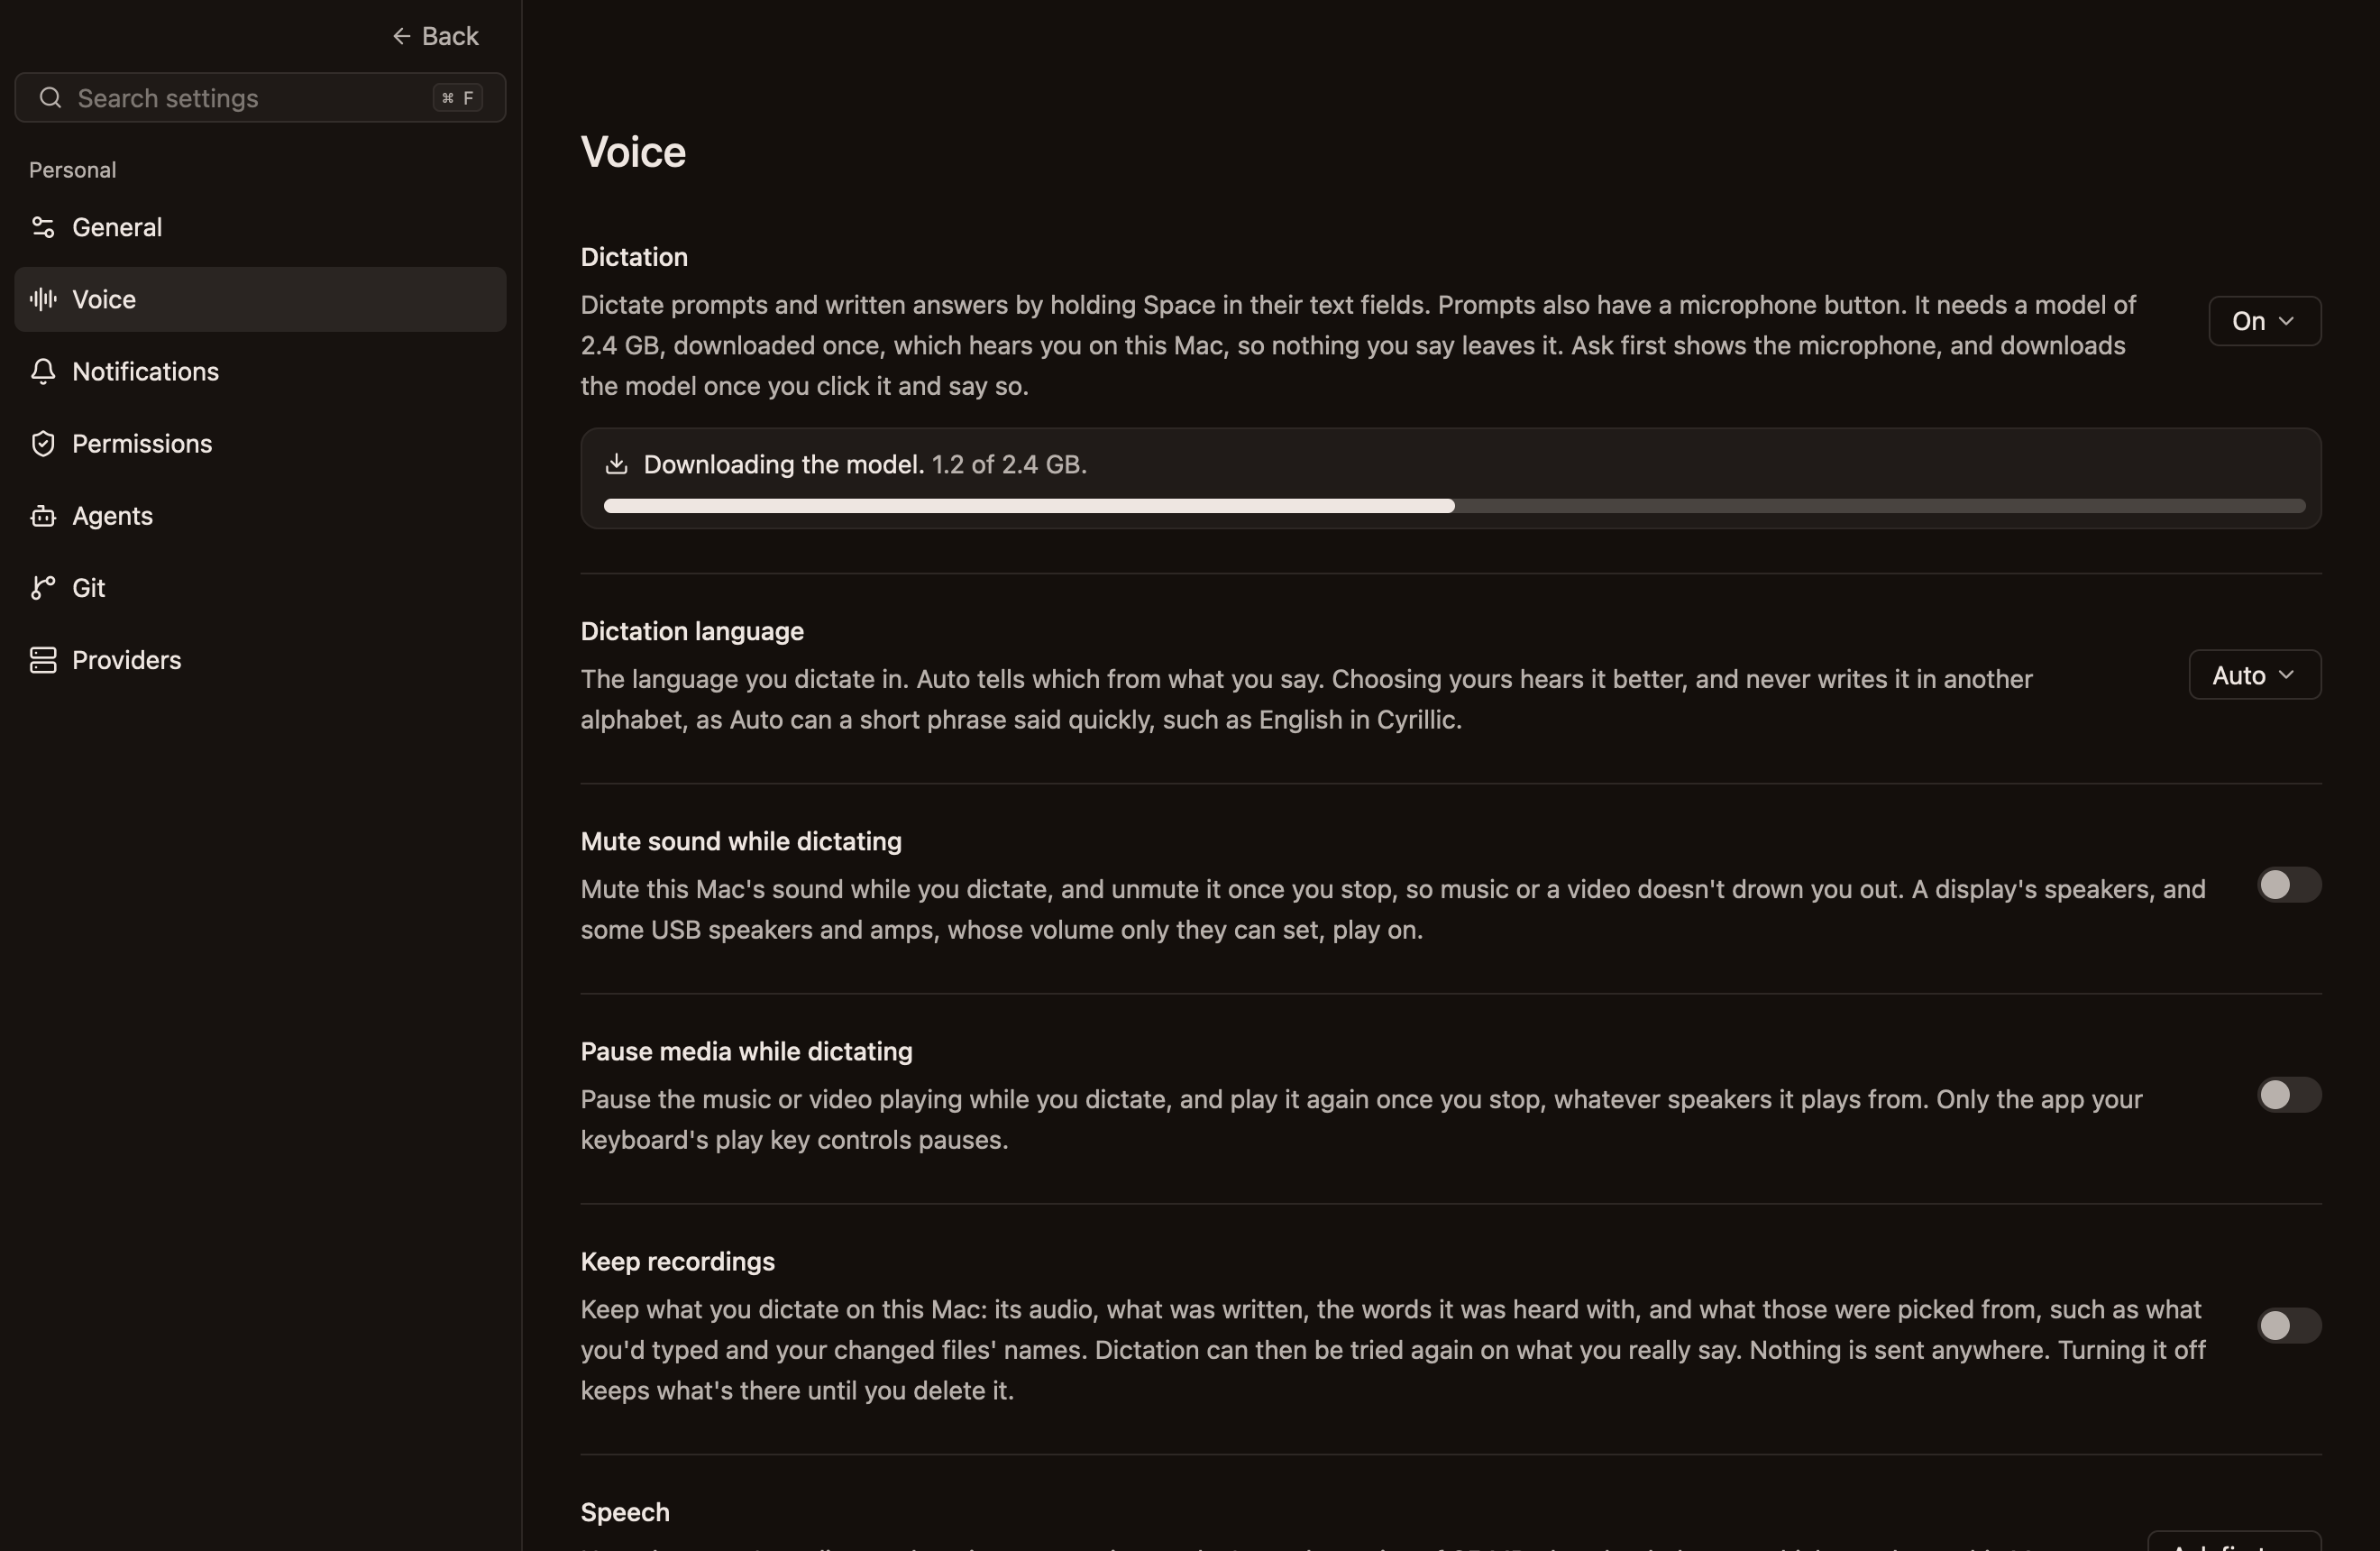 Back
Search settings
⌘ F
Personal
General
Voice
Notifications
Permissions
Agents
Git
Providers
Voice
Dictation
Dictate prompts and written answers by holding Space in their text fields. Prompts also have a microphone button. It needs a model of
2.4 GB, downloaded once, which hears you on this Mac, so nothing you say leaves it. Ask first shows the microphone, and downloads
the model once you click it and say so.
On
Downloading the model. 1.2 of 2.4 GB.
Dictation language
The language you dictate in. Auto tells which from what you say. Choosing yours hears it better, and never writes it in another
alphabet, as Auto can a short phrase said quickly, such as English in Cyrillic.
Auto
Mute sound while dictating
Mute this Mac's sound while you dictate, and unmute it once you stop, so music or a video doesn't drown you out. A display's speakers, and
some USB speakers and amps, whose volume only they can set, play on.
Pause media while dictating
Pause the music or video playing while you dictate, and play it again once you stop, whatever speakers it plays from. Only the app your
keyboard's play key controls pauses.
Keep recordings
Keep what you dictate on this Mac: its audio, what was written, the words it was heard with, and what those were picked from, such as what
you'd typed and your changed files' names. Dictation can then be tried again on what you really say. Nothing is sent anywhere. Turning it off
keeps what's there until you delete it.
Speech
Ask first